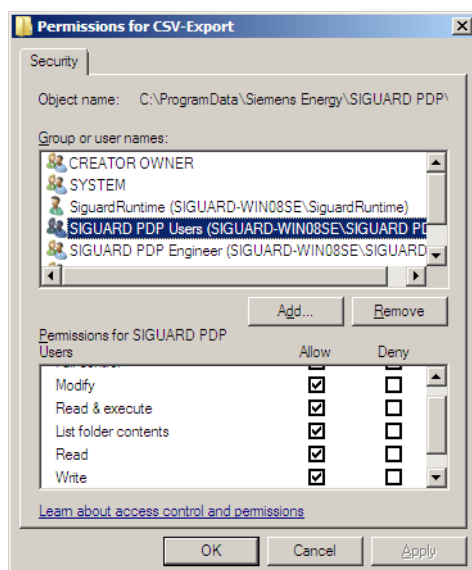 Permissions for CSV-Export
Security
Object name: C:\ProgramData\Siemens Energy\SIGUARD PDP\
Group or user names:
CREATOR OWNER
SYSTEM
SiguardRuntime (SIGUARD-WIN08SE\SiguardRuntime)
SIGUARD PDP Users (SIGUARD-WIN08SE\SIGUARD PD
SIGUARD PDP Engineer (SIGUARD-WIN08SE\SIGUARD
Add... Remove
Permissions for SIGUARD PDP
Users Allow Deny
Modify
Read & execute
List folder contents
Read
Write
Learn about access control and permissions
OK Cancel Apply